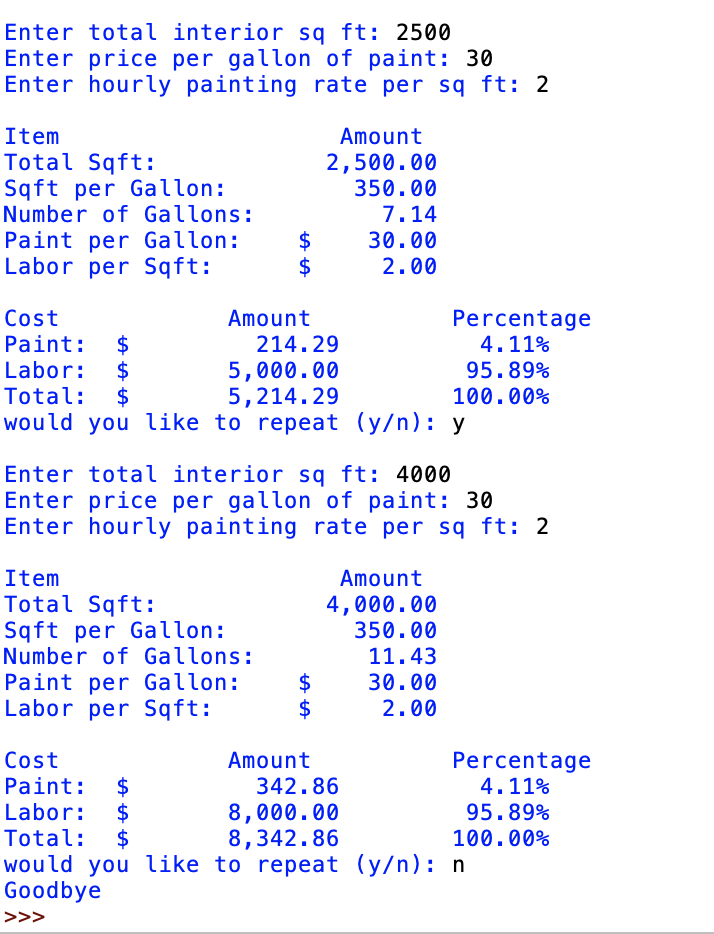 Enter total interior sq ft: 2500
Enter price per gallon of paint: 30
Enter hourly painting rate per sq ft: 2
Item                    Amount
Total Sqft:            2,500.00
Sqft per Gallon:         350.00
Number of Gallons:         7.14
Paint per Gallon:    $    30.00
Labor per Sqft:      $     2.00
Cost            Amount          Percentage
Paint:  $         214.29          4.11%
Labor:  $       5,000.00         95.89%
Total:  $       5,214.29        100.00%
would you like to repeat (y/n): y
Enter total interior sq ft: 4000
Enter price per gallon of paint: 30
Enter hourly painting rate per sq ft: 2
Item                    Amount
Total Sqft:            4,000.00
Sqft per Gallon:         350.00
Number of Gallons:        11.43
Paint per Gallon:    $    30.00
Labor per Sqft:      $     2.00
Cost            Amount          Percentage
Paint:  $         342.86          4.11%
Labor:  $       8,000.00         95.89%
Total:  $       8,342.86        100.00%
would you like to repeat (y/n): n
Goodbye
>>>